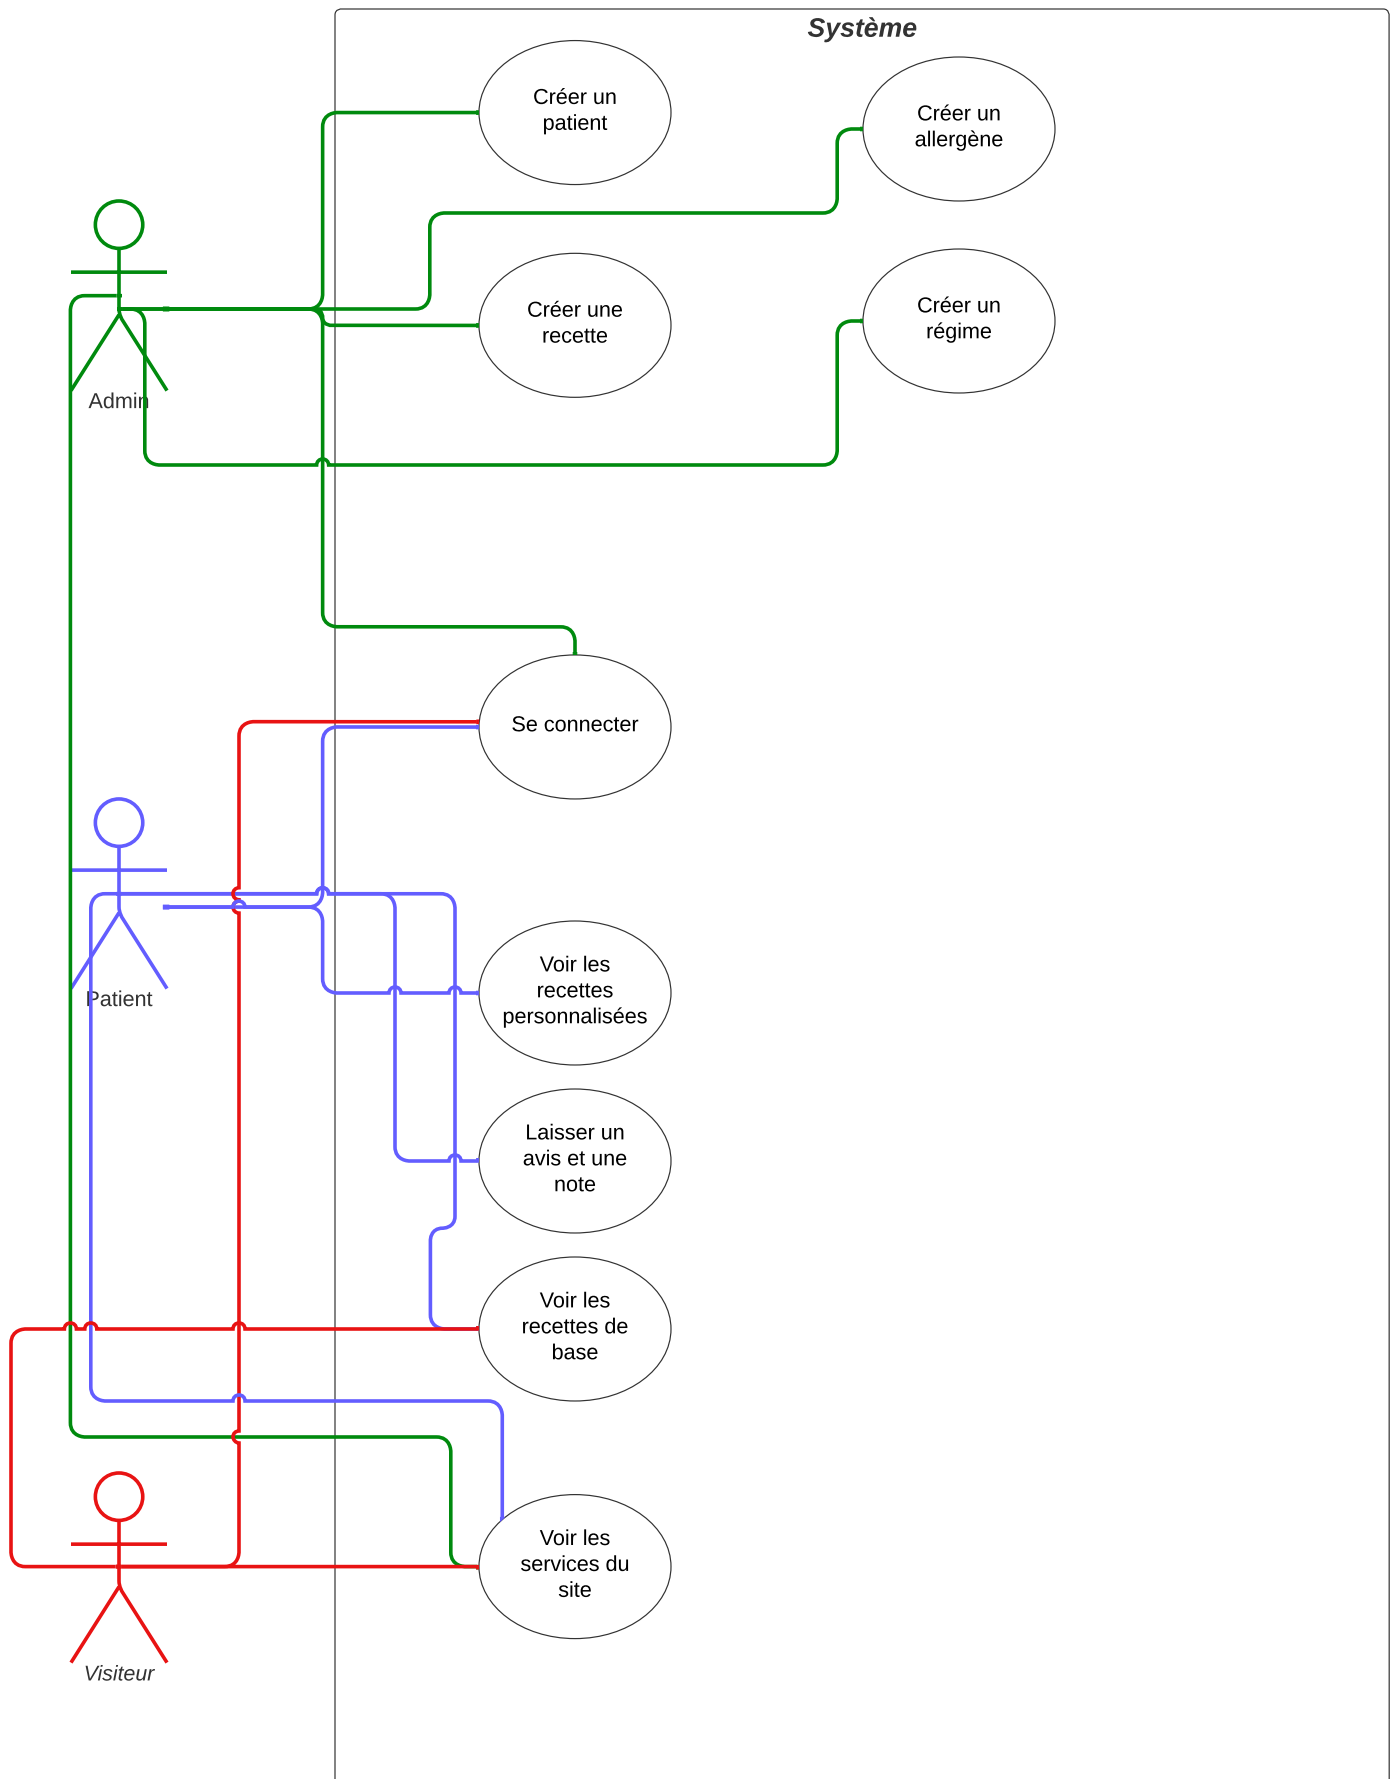 Système
Créer un
patient
Créer un
allergène
Créer une
recette
Créer un
régime
Admin
Se connecter
Patient
Voir les
recettes
personnalisées
Laisser un
avis et une
note
Voir les
recettes de
base
Voir les
services du
site
Visiteur